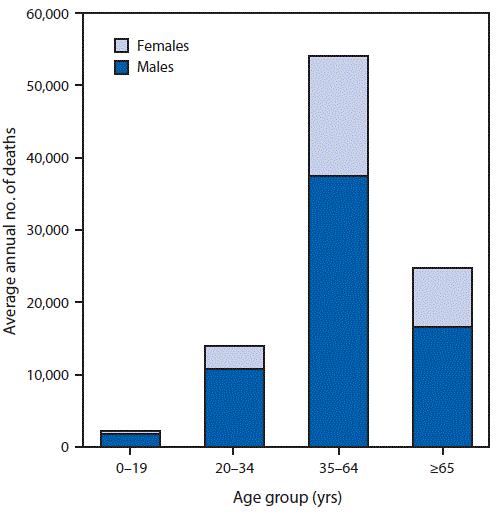 60,000
50,000
40,000
30,000
20,000
10,000
0
Average annual no. of deaths
Females
Males
0–19
20–34
35–64
≥65
Age group (yrs)